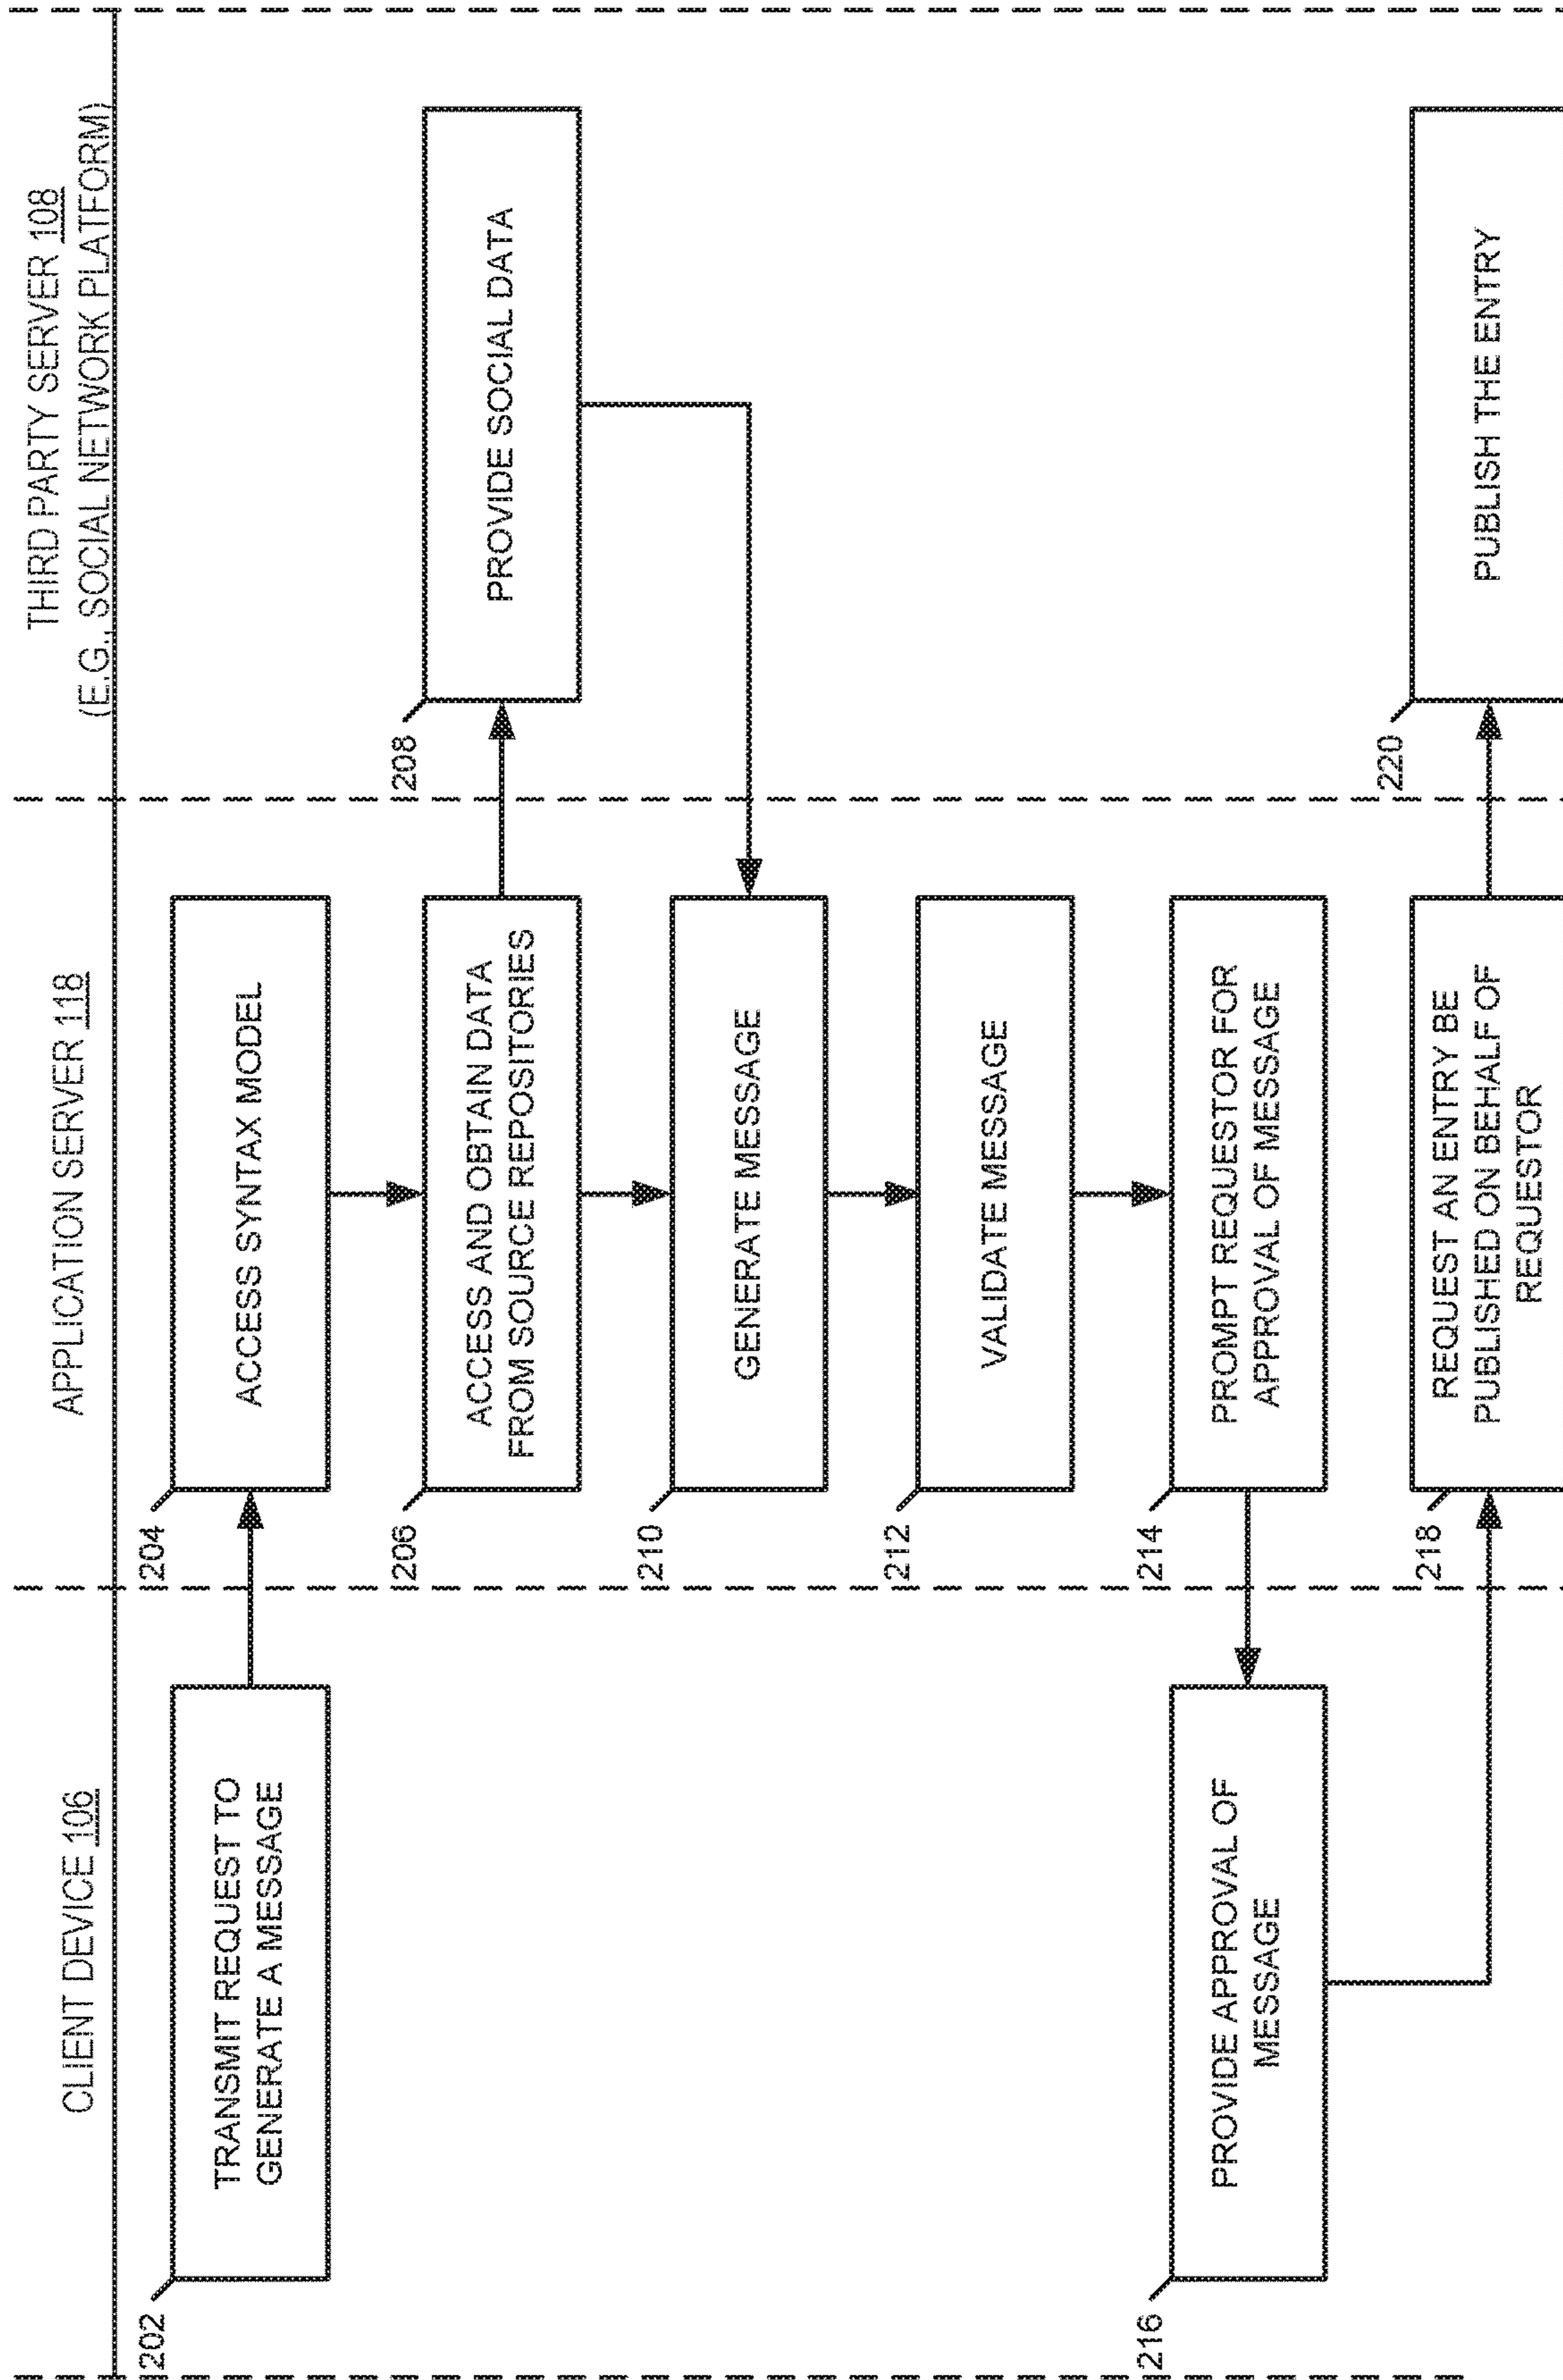 CLIENT DEVICE 106
APPLICATION SERVER 118
THIRD PARTY SERVER 108
(E.G., SOCIAL NETWORK PLATFORM)
202
TRANSMIT REQUEST TO
GENERATE A MESSAGE
204
ACCESS SYNTAX MODEL
206
ACCESS AND OBTAIN DATA
FROM SOURCE REPOSITORIES
208
PROVIDE SOCIAL DATA
210
GENERATE MESSAGE
212
VALIDATE MESSAGE
214
PROMPT REQUESTOR FOR
APPROVAL OF MESSAGE
216
PROVIDE APPROVAL OF
MESSAGE
218
REQUEST AN ENTRY BE
PUBLISHED ON BEHALF OF
REQUESTOR
220
PUBLISH THE ENTRY